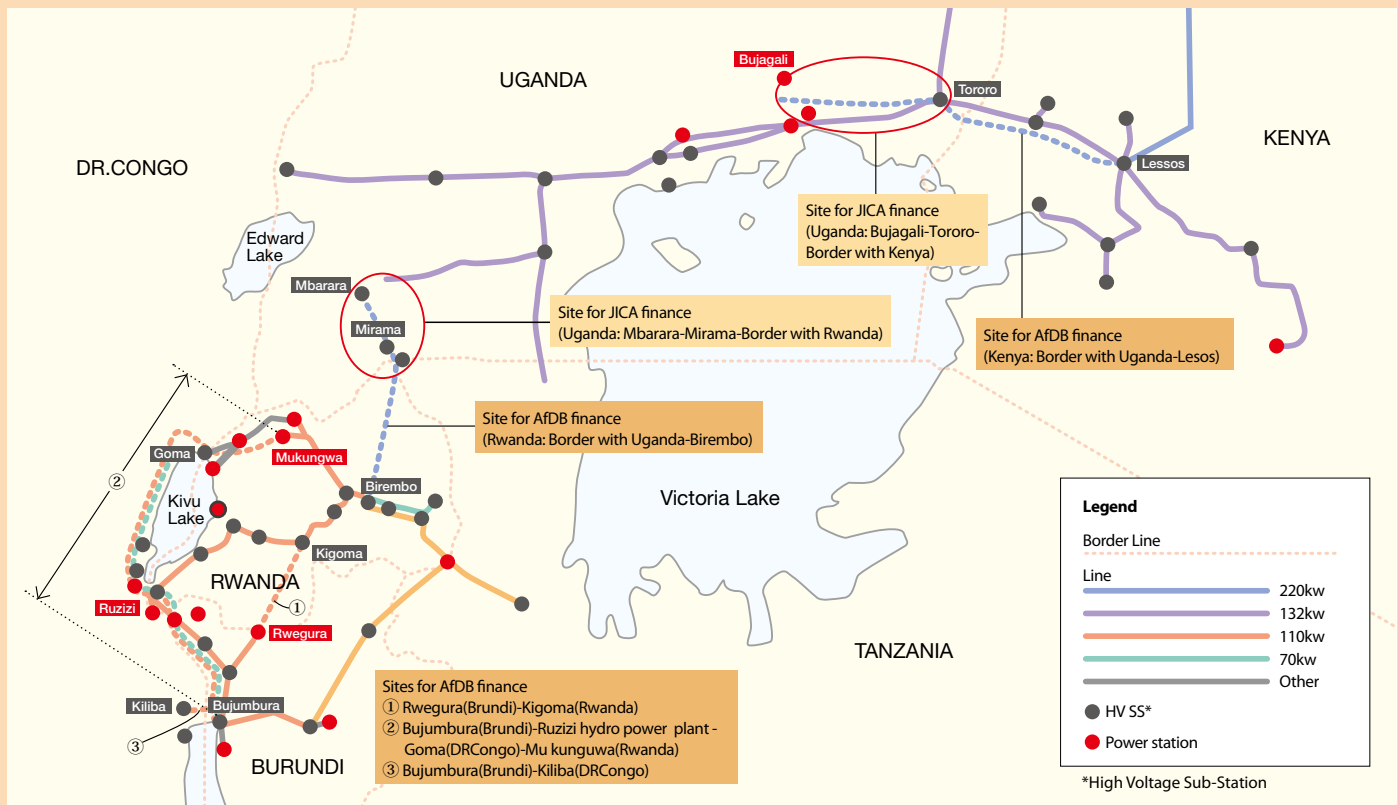 Bujagali
UGANDA
Tororo
KENYA
DR.CONGO
Lessos
Site for JICA finance
(Uganda: Bujagali-Tororo-
Border with Kenya)
Edward
Lake
Mbarara
Site for JICA finance
(Uganda: Mbarara-Mirama-Border with Rwanda)
Mirama
Site for AfDB finance
(Kenya: Border with Uganda-Lesos)
Site for AfDB finance
(Rwanda: Border with Uganda-Birembo)
Goma
Mukungwa
②
Birembo
Kivu
Lake
Victoria Lake
Kigoma
RWANDA
①
Ruzizi
Rwegura
TANZANIA
Kiliba
Bujumbura
③
BURUNDI
Sites for AfDB finance
① Rwegura(Brundi)-Kigoma(Rwanda)
② Bujumbura(Brundi)-Ruzizi hydro power plant -
Goma(DRCongo)-Mu kunguwa(Rwanda)
③ Bujumbura(Brundi)-Kiliba(DRCongo)
Legend
Border Line
Line
220kw
132kw
110kw
70kw
Other
HV SS*
Power station
*High Voltage Sub-Station